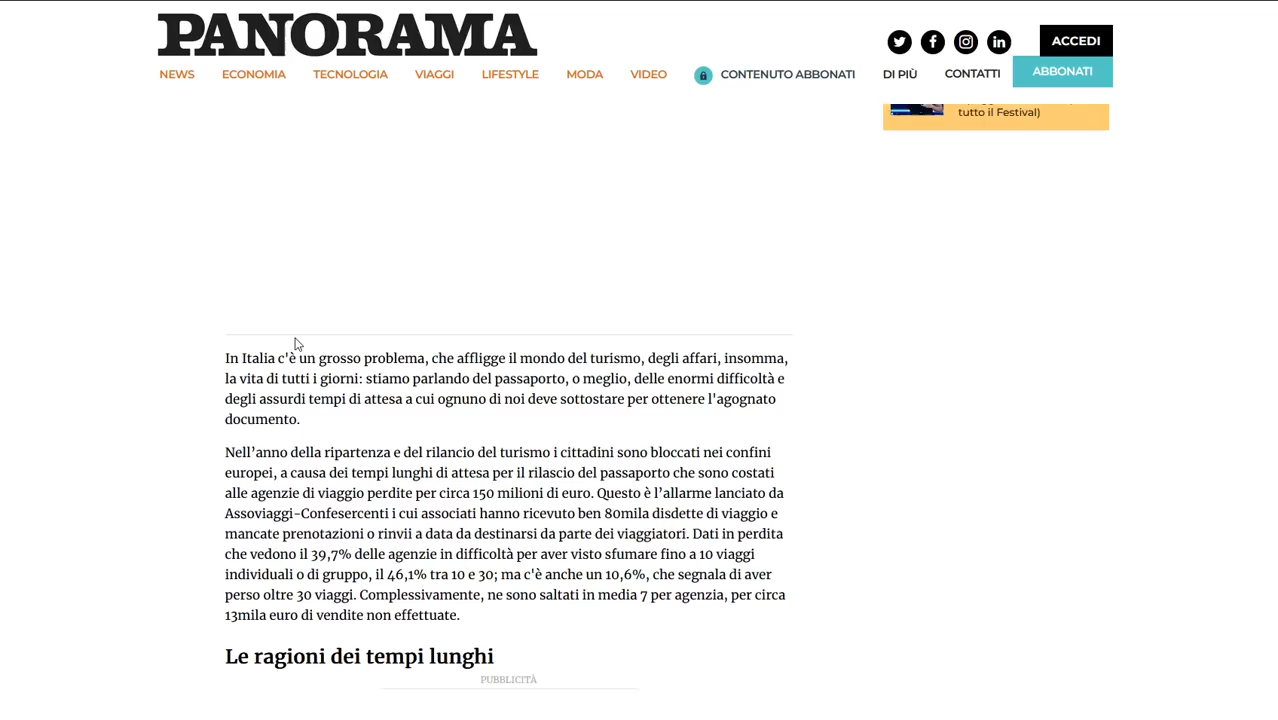 PANORAMA
ACCEDI
NEWS ECONOMIA TECNOLOGIA VIAGGI LIFESTYLE MODA VIDEO CONTENUTO ABBONATI DI PIÙ CONTATTI ABBONATI
tutto il Festival)
In Italia c'è un grosso problema, che affligge il mondo del turismo, degli affari, insomma,
la vita di tutti i giorni: stiamo parlando del passaporto, o meglio, delle enormi difficoltà e
degli assurdi tempi di attesa a cui ognuno di noi deve sottostare per ottenere l'agognato
documento.
Nell’anno della ripartenza e del rilancio del turismo i cittadini sono bloccati nei confini
europei, a causa dei tempi lunghi di attesa per il rilascio del passaporto che sono costati
alle agenzie di viaggio perdite per circa 150 milioni di euro. Questo è l’allarme lanciato da
Assoviaggi-Confesercenti i cui associati hanno ricevuto ben 80mila disdette di viaggio e
mancate prenotazioni o rinvii a data da destinarsi da parte dei viaggiatori. Dati in perdita
che vedono il 39,7% delle agenzie in difficoltà per aver visto sfumare fino a 10 viaggi
individuali o di gruppo, il 46,1% tra 10 e 30; ma c'è anche un 10,6%, che segnala di aver
perso oltre 30 viaggi. Complessivamente, ne sono saltati in media 7 per agenzia, per circa
13mila euro di vendite non effettuate.
Le ragioni dei tempi lunghi
PUBBLICITÀ